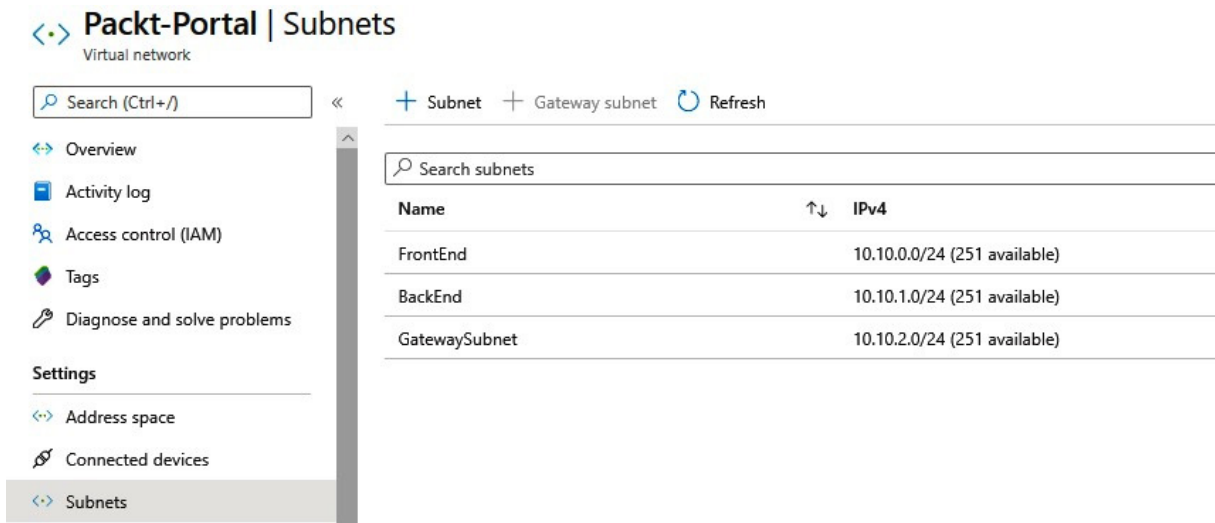 Packt-Portal | Subnets
Virtual network
Search (Ctrl+/)
«
Overview
Activity log
Access control (IAM)
Tags
Diagnose and solve problems
Settings
Address space
Connected devices
Subnets
+ Subnet + Gateway subnet Refresh
Search subnets
Name ↑↓ IPv4
FrontEnd 10.10.0.0/24 (251 available)
BackEnd 10.10.1.0/24 (251 available)
GatewaySubnet 10.10.2.0/24 (251 available)